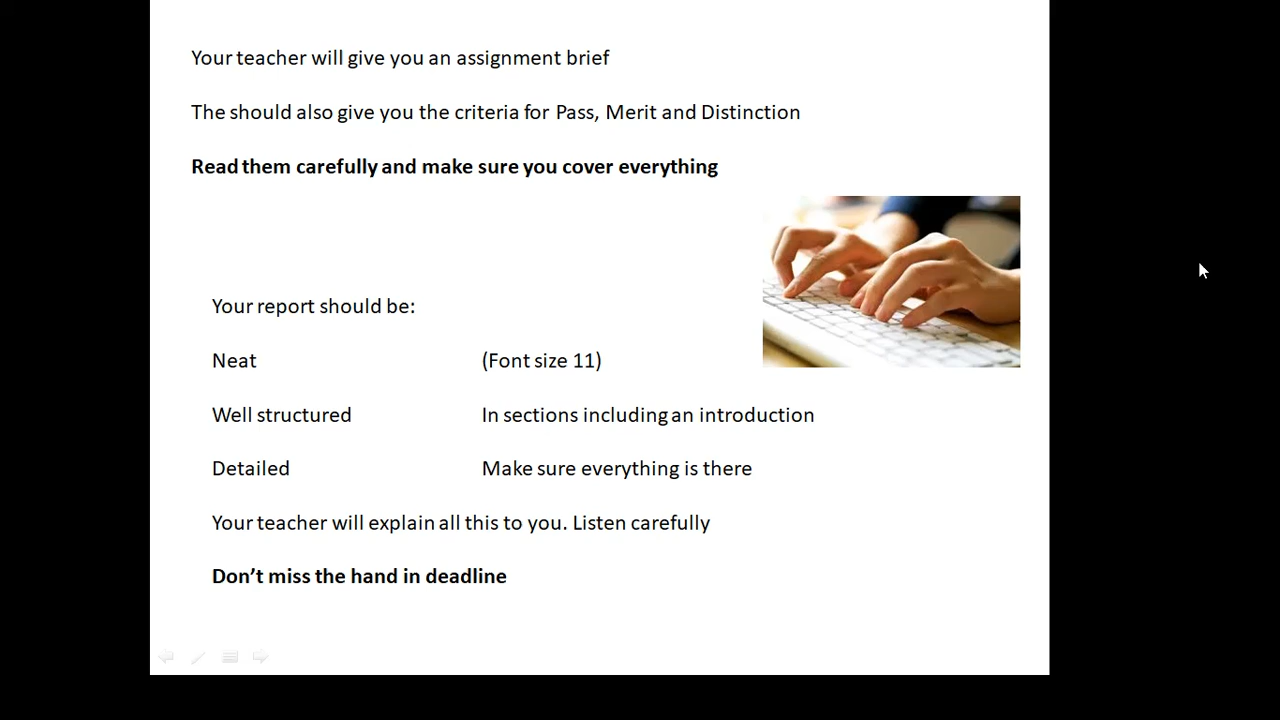 Your teacher will give you an assignment brief
The should also give you the criteria for Pass, Merit and Distinction
Read them carefully and make sure you cover everything
Your report should be:
Neat (Font size 11)
Well structured In sections including an introduction
Detailed Make sure everything is there
Your teacher will explain all this to you. Listen carefully
Don’t miss the hand in deadline